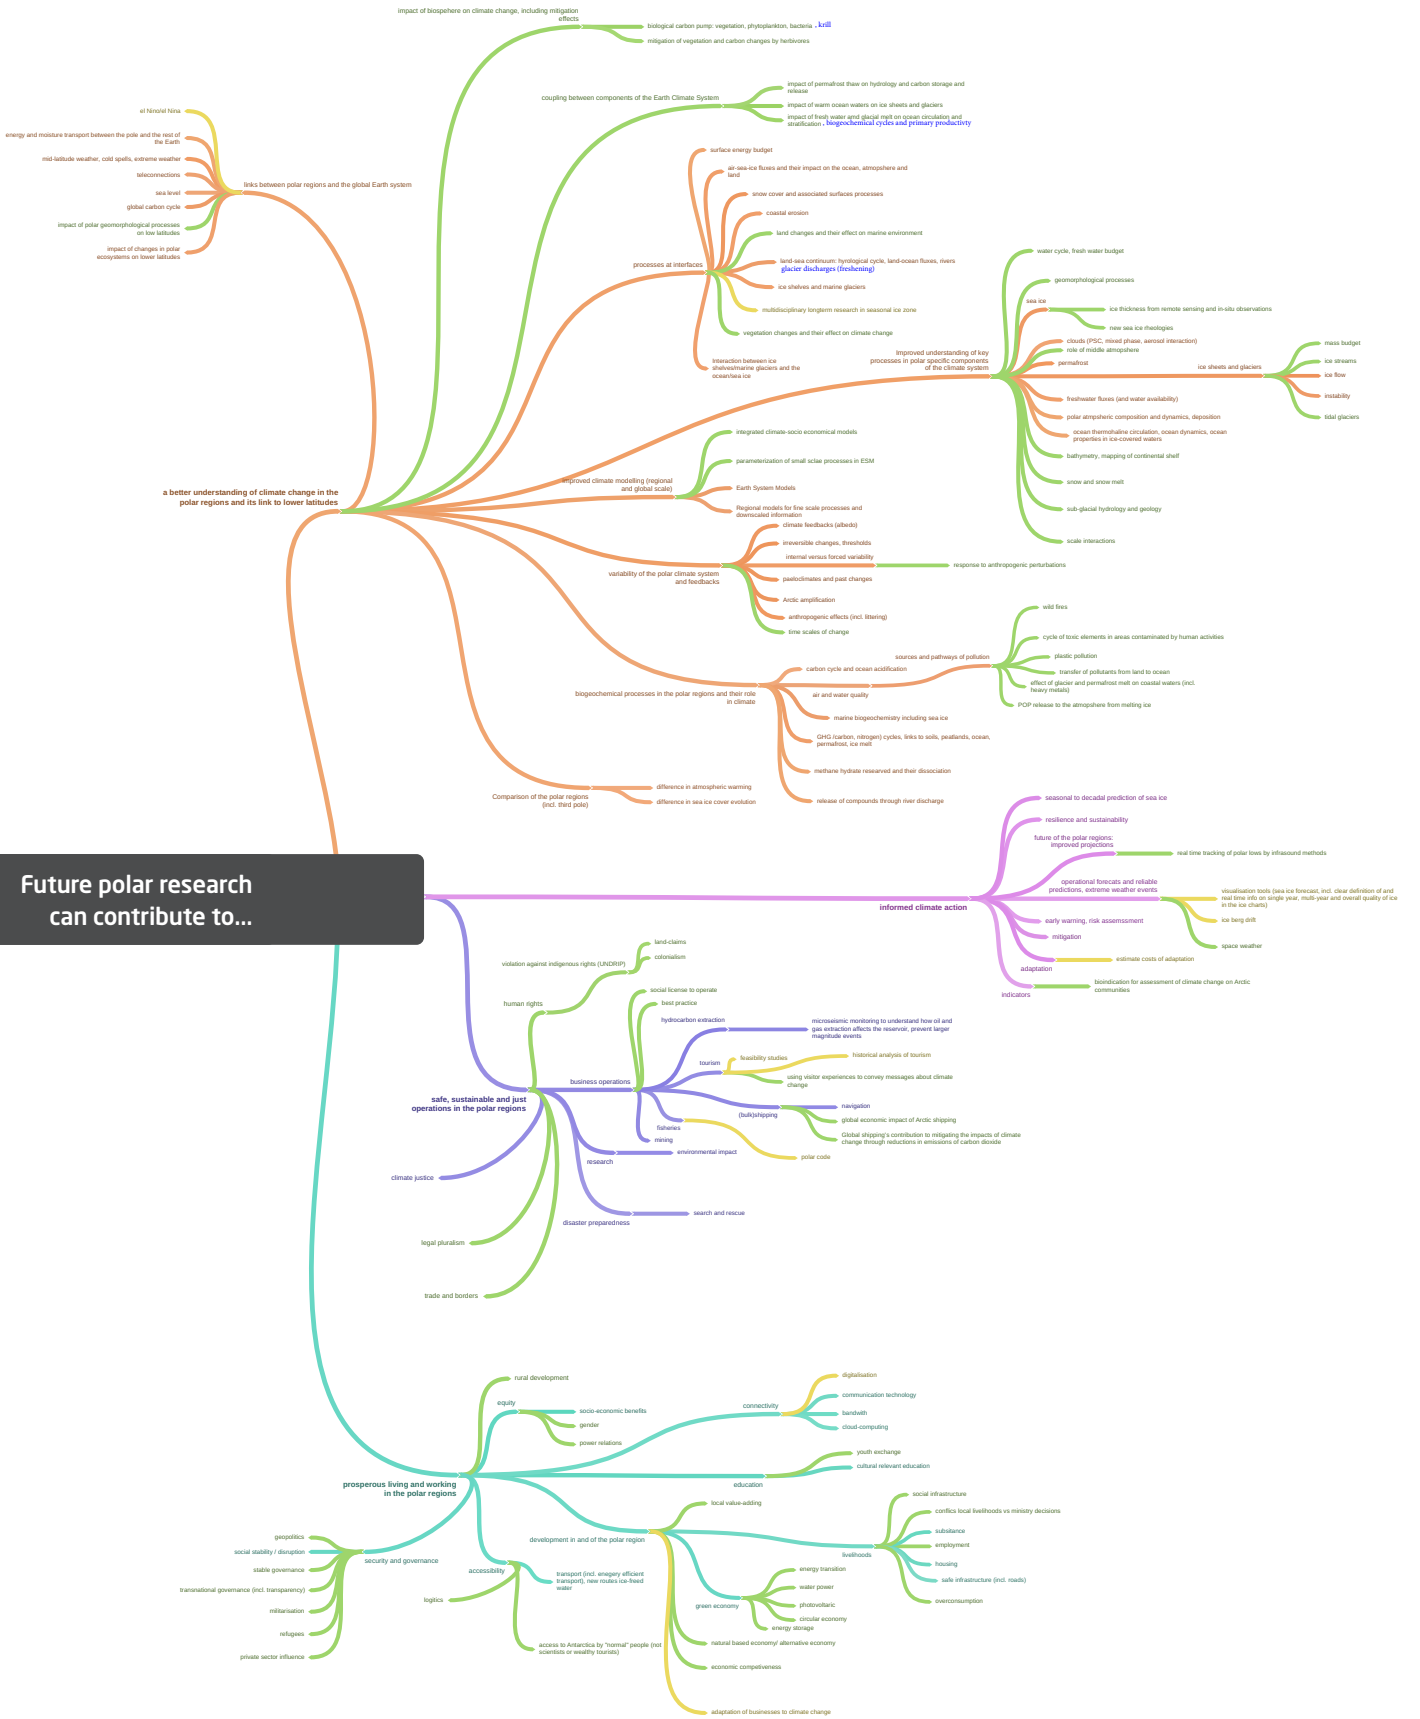 impact of biospehere on climate change, including mitigation
effects
biological carbon pump: vegetation, phytoplankton, bacteria , krill
mitigation of vegetation and carbon changes by herbivores
coupling between components of the Earth Climate System
impact of permafrost thaw on hydrology and carbon storage and
release
impact of warm ocean waters on ice sheets and glaciers
impact of fresh water amd glacial melt on ocean circulation and
stratification , biogeochemical cycles and primary productivty
el Nino/el Nina
energy and moisture transport between the pole and the rest of
the Earth
mid-latitude weather, cold spells, extreme weather
teleconnections
sea level
global carbon cycle
impact of polar geomorphological processes
on low latitudes
impact of changes in polar
ecosystems on lower latitudes
links between polar regions and the global Earth system
processes at interfaces
surface energy budget
air-sea-ice fluxes and their impact on the ocean, atmopshere and
land
snow cover and associated surfaces processes
coastal erosion
land changes and their effect on marine environment
land-sea continuum: hyrological cycle, land-ocean fluxes, rivers
glacier discharges (freshening)
ice shelves and marine glaciers
multidisciplinary longterm research in seasonal ice zone
vegetation changes and their effect on climate change
Interaction between ice
shelves/marine glaciers and the
ocean/sea ice
Improved understanding of key
processes in polar specific components
of the climate system
water cycle, fresh water budget
geomorphological processes
sea ice
ice thickness from remote sensing and in-situ observations
new sea ice rheologies
clouds (PSC, mixed phase, aerosol interaction)
role of middle atmopshere
permafrost
ice sheets and glaciers
mass budget
ice streams
ice flow
instability
tidal glaciers
freshwater fluxes (and water availability)
polar atmpsheric composition and dynamics, deposition
ocean thermohaline circulation, ocean dynamics, ocean
properties in ice-covered waters
bathymetry, mapping of continental shelf
snow and snow melt
sub-glacial hydrology and geology
scale interactions
a better understanding of climate change in the
polar regions and its link to lower latitudes
improved climate modelling (regional
and global scale)
integrated climate-socio economical models
parameterization of small sclae processes in ESM
Earth System Models
Regional models for fine scale processes and
downscaled information
variability of the polar climate system
and feedbacks
climate feedbacks (albedo)
irreversible changes, thresholds
internal versus forced variability
response to anthropogenic perturbations
paeloclimates and past changes
Arctic amplification
anthropogenic effects (incl. littering)
time scales of change
biogeochemical processes in the polar regions and their role
in climate
carbon cycle and ocean acidification
air and water quality
sources and pathways of pollution
wild fires
cycle of toxic elements in areas contaminated by human activities
plastic pollution
transfer of pollutants from land to ocean
effect of glacier and permafrost melt on coastal waters (incl.
heavy metals)
POP release to the atmopshere from melting ice
marine biogeochemistry including sea ice
GHG /carbon, nitrogen) cycles, links to soils, peatlands, ocean,
permafrost, ice melt
methane hydrate researved and their dissociation
release of compounds through river discharge
Comparison of the polar regions
(incl. third pole)
difference in atmospheric warming
difference in sea ice cover evolution
Future polar research
can contribute to...
informed climate action
seasonal to decadal prediction of sea ice
resilience and sustainability
future of the polar regions:
improved projections
real time tracking of polar lows by infrasound methods
operational forecats and reliable
predictions, extreme weather events
visualisation tools (sea ice forecast, incl. clear definition of and
real time info on single year, multi-year and overall quality of ice
in the ice charts)
ice berg drift
space weather
early warning, risk assemssment
mitigation
adaptation
estimate costs of adaptation
indicators
bioindication for assessment of climate change on Arctic
communities
safe, sustainable and just
operations in the polar regions
human rights
violation against indigenous rights (UNDRIP)
land-claims
colonialism
business operations
social license to operate
best practice
hydrocarbon extraction
microseismic monitoring to understand how oil and
gas extraction affects the reservoir, prevent larger
magnitude events
tourism
feasibility studies
historical analysis of tourism
using visitor experiences to convey messages about climate
change
(bulk)shipping
navigation
global economic impact of Arctic shipping
Global shipping's contribution to mitigating the impacts of climate
change through reductions in emissions of carbon dioxide
fisheries
polar code
mining
research
environmental impact
climate justice
disaster preparedness
search and rescue
legal pluralism
trade and borders
prosperous living and working
in the polar regions
rural development
equity
socio-economic benefits
gender
power relations
connectivity
digitalisation
communication technology
bandwith
cloud-computing
education
youth exchange
cultural relevant education
development in and of the polar region
local value-adding
livelihoods
social infrastructure
conflics local livelihoods vs ministry decisions
subsitance
employment
housing
safe infrastructure (incl. roads)
overconsumption
green economy
energy transition
water power
photovoltaric
circular economy
energy storage
natural based economy/ alternative economy
economic competiveness
adaptation of businesses to climate change
security and governance
geopolitics
social stability / disruption
stable governance
transnational governance (incl. transparency)
militarisation
refugees
private sector influence
accessibility
transport (incl. enegery efficient
transport), new routes ice-freed
water
logitics
access to Antarctica by "normal" people (not
scientists or wealthy tourists)